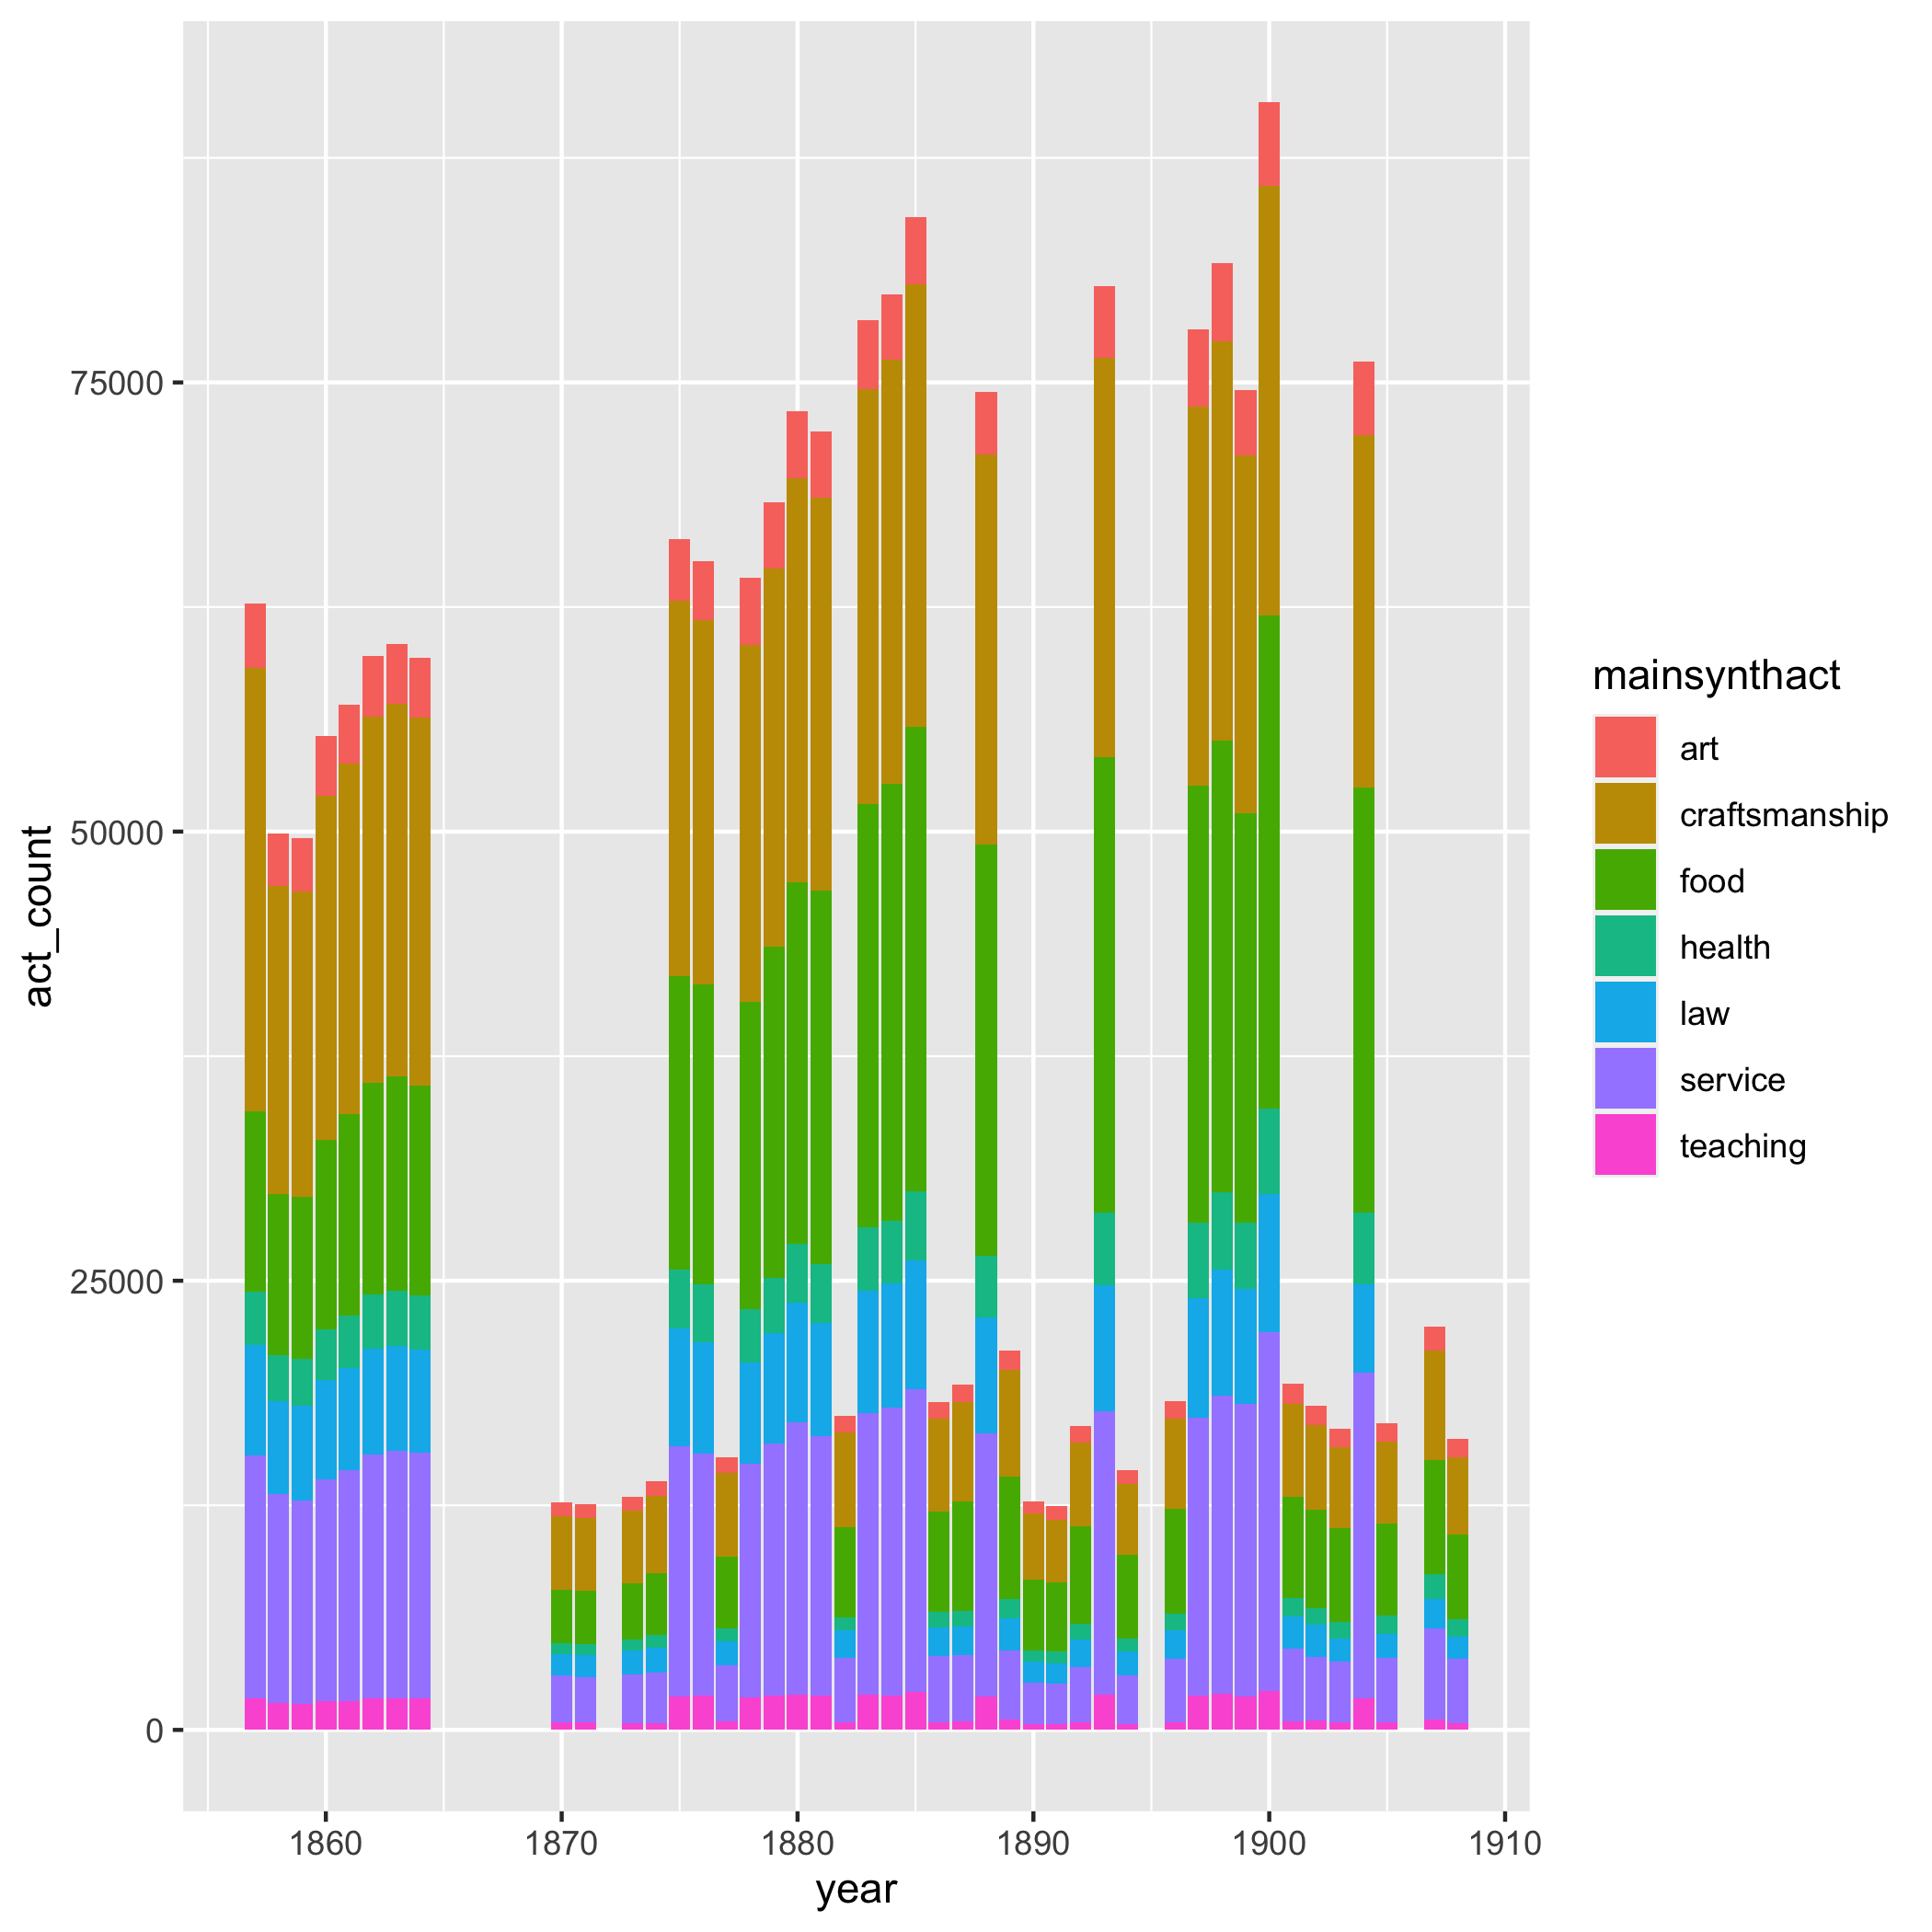 75000
50000
25000
0
act_count
1860
1870
1880
1890
1900
1910
year
mainsynthact
art
craftsmanship
food
health
law
service
teaching